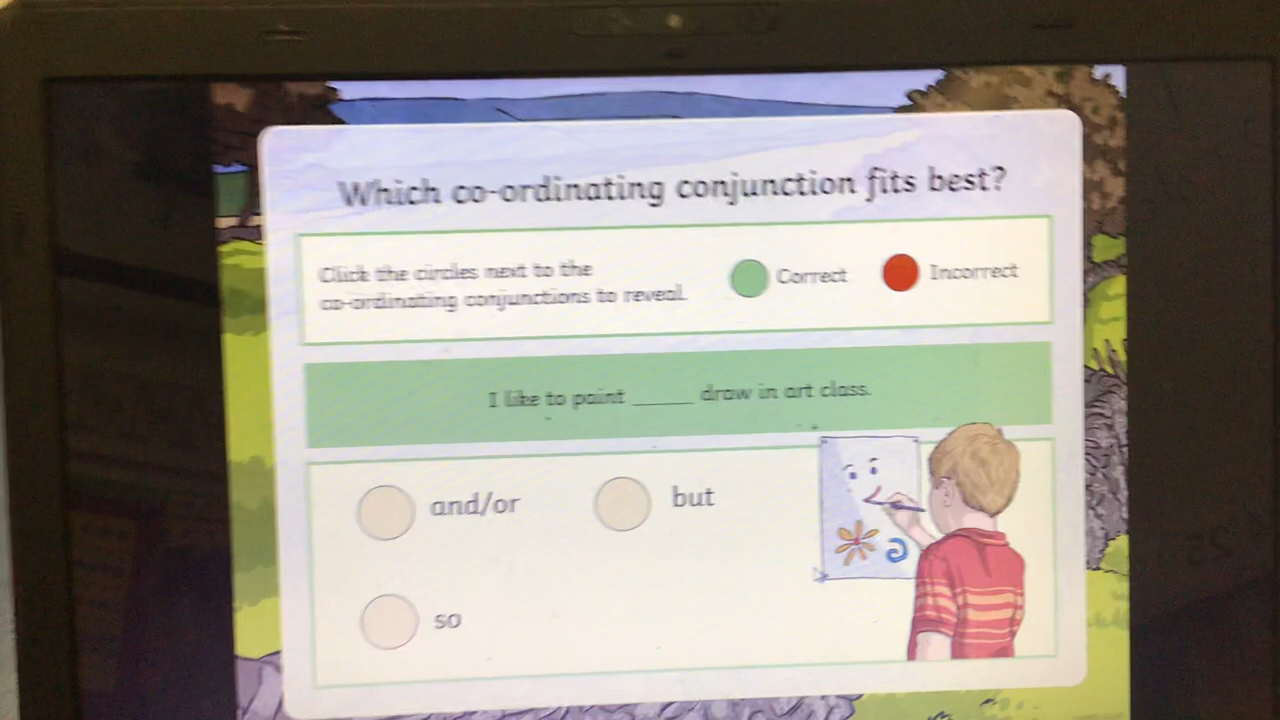 Which co-ordinating conjunction fits best?
Click the circles next to the
co-ordinating conjunctions to reveal.
Correct
Incorrect
I like to paint _____ draw in art class.
and/or
but
so